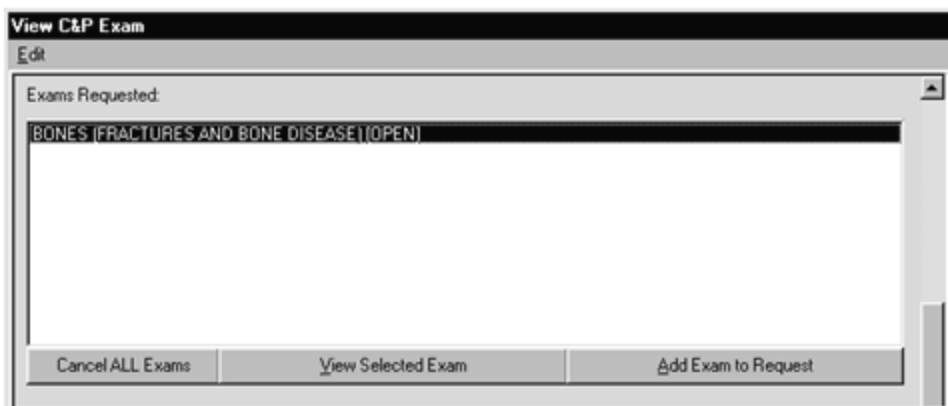 View C&P Exam
Edit
Exams Requested:
BONES (FRACTURES AND BONE DISEASE) (OPEN)
Cancel ALL Exams View Selected Exam Add Exam to Request